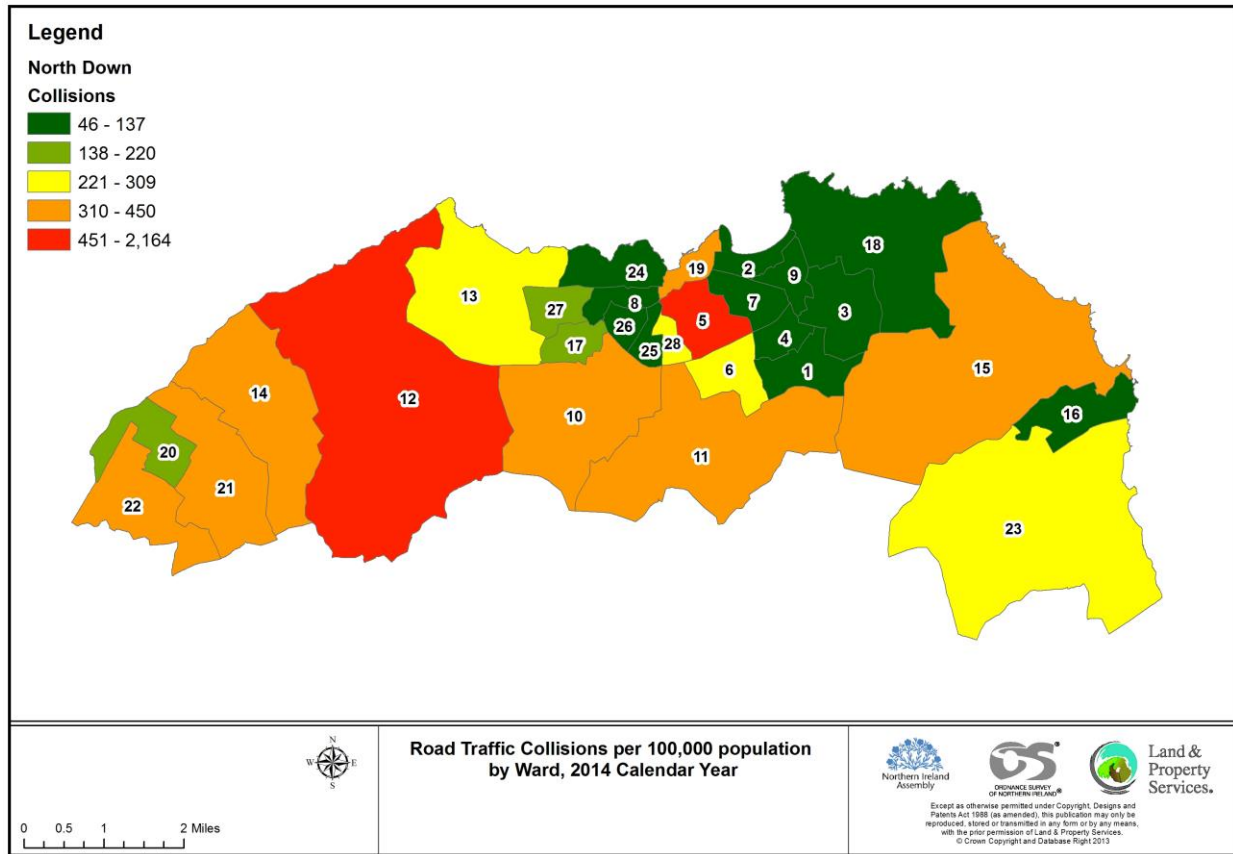 Legend
North Down
Collisions
46 - 137
138 - 220
221 - 309
310 - 450
451 - 2,164
18
24
19
2
9
13
27
8
7
3
5
26
4
17
25
28
6
1
15
14
12
10
16
20
11
21
22
23
N
W E
S
0 0.5 1 2 Miles
Road Traffic Collisions per 100,000 population
by Ward, 2014 Calendar Year
Northern Ireland
Assembly
OS®
ORDNANCE SURVEY
OF NORTHERN IRELAND®
Land &
Property
Services.
Except as otherwise permitted under Copyright, Designs and
Patents Act 1988 (as amended), this publication may only be
reproduced, stored or transmitted in any form or by any means,
with the prior permission of Land & Property Services.
© Crown Copyright and Database Right 2013